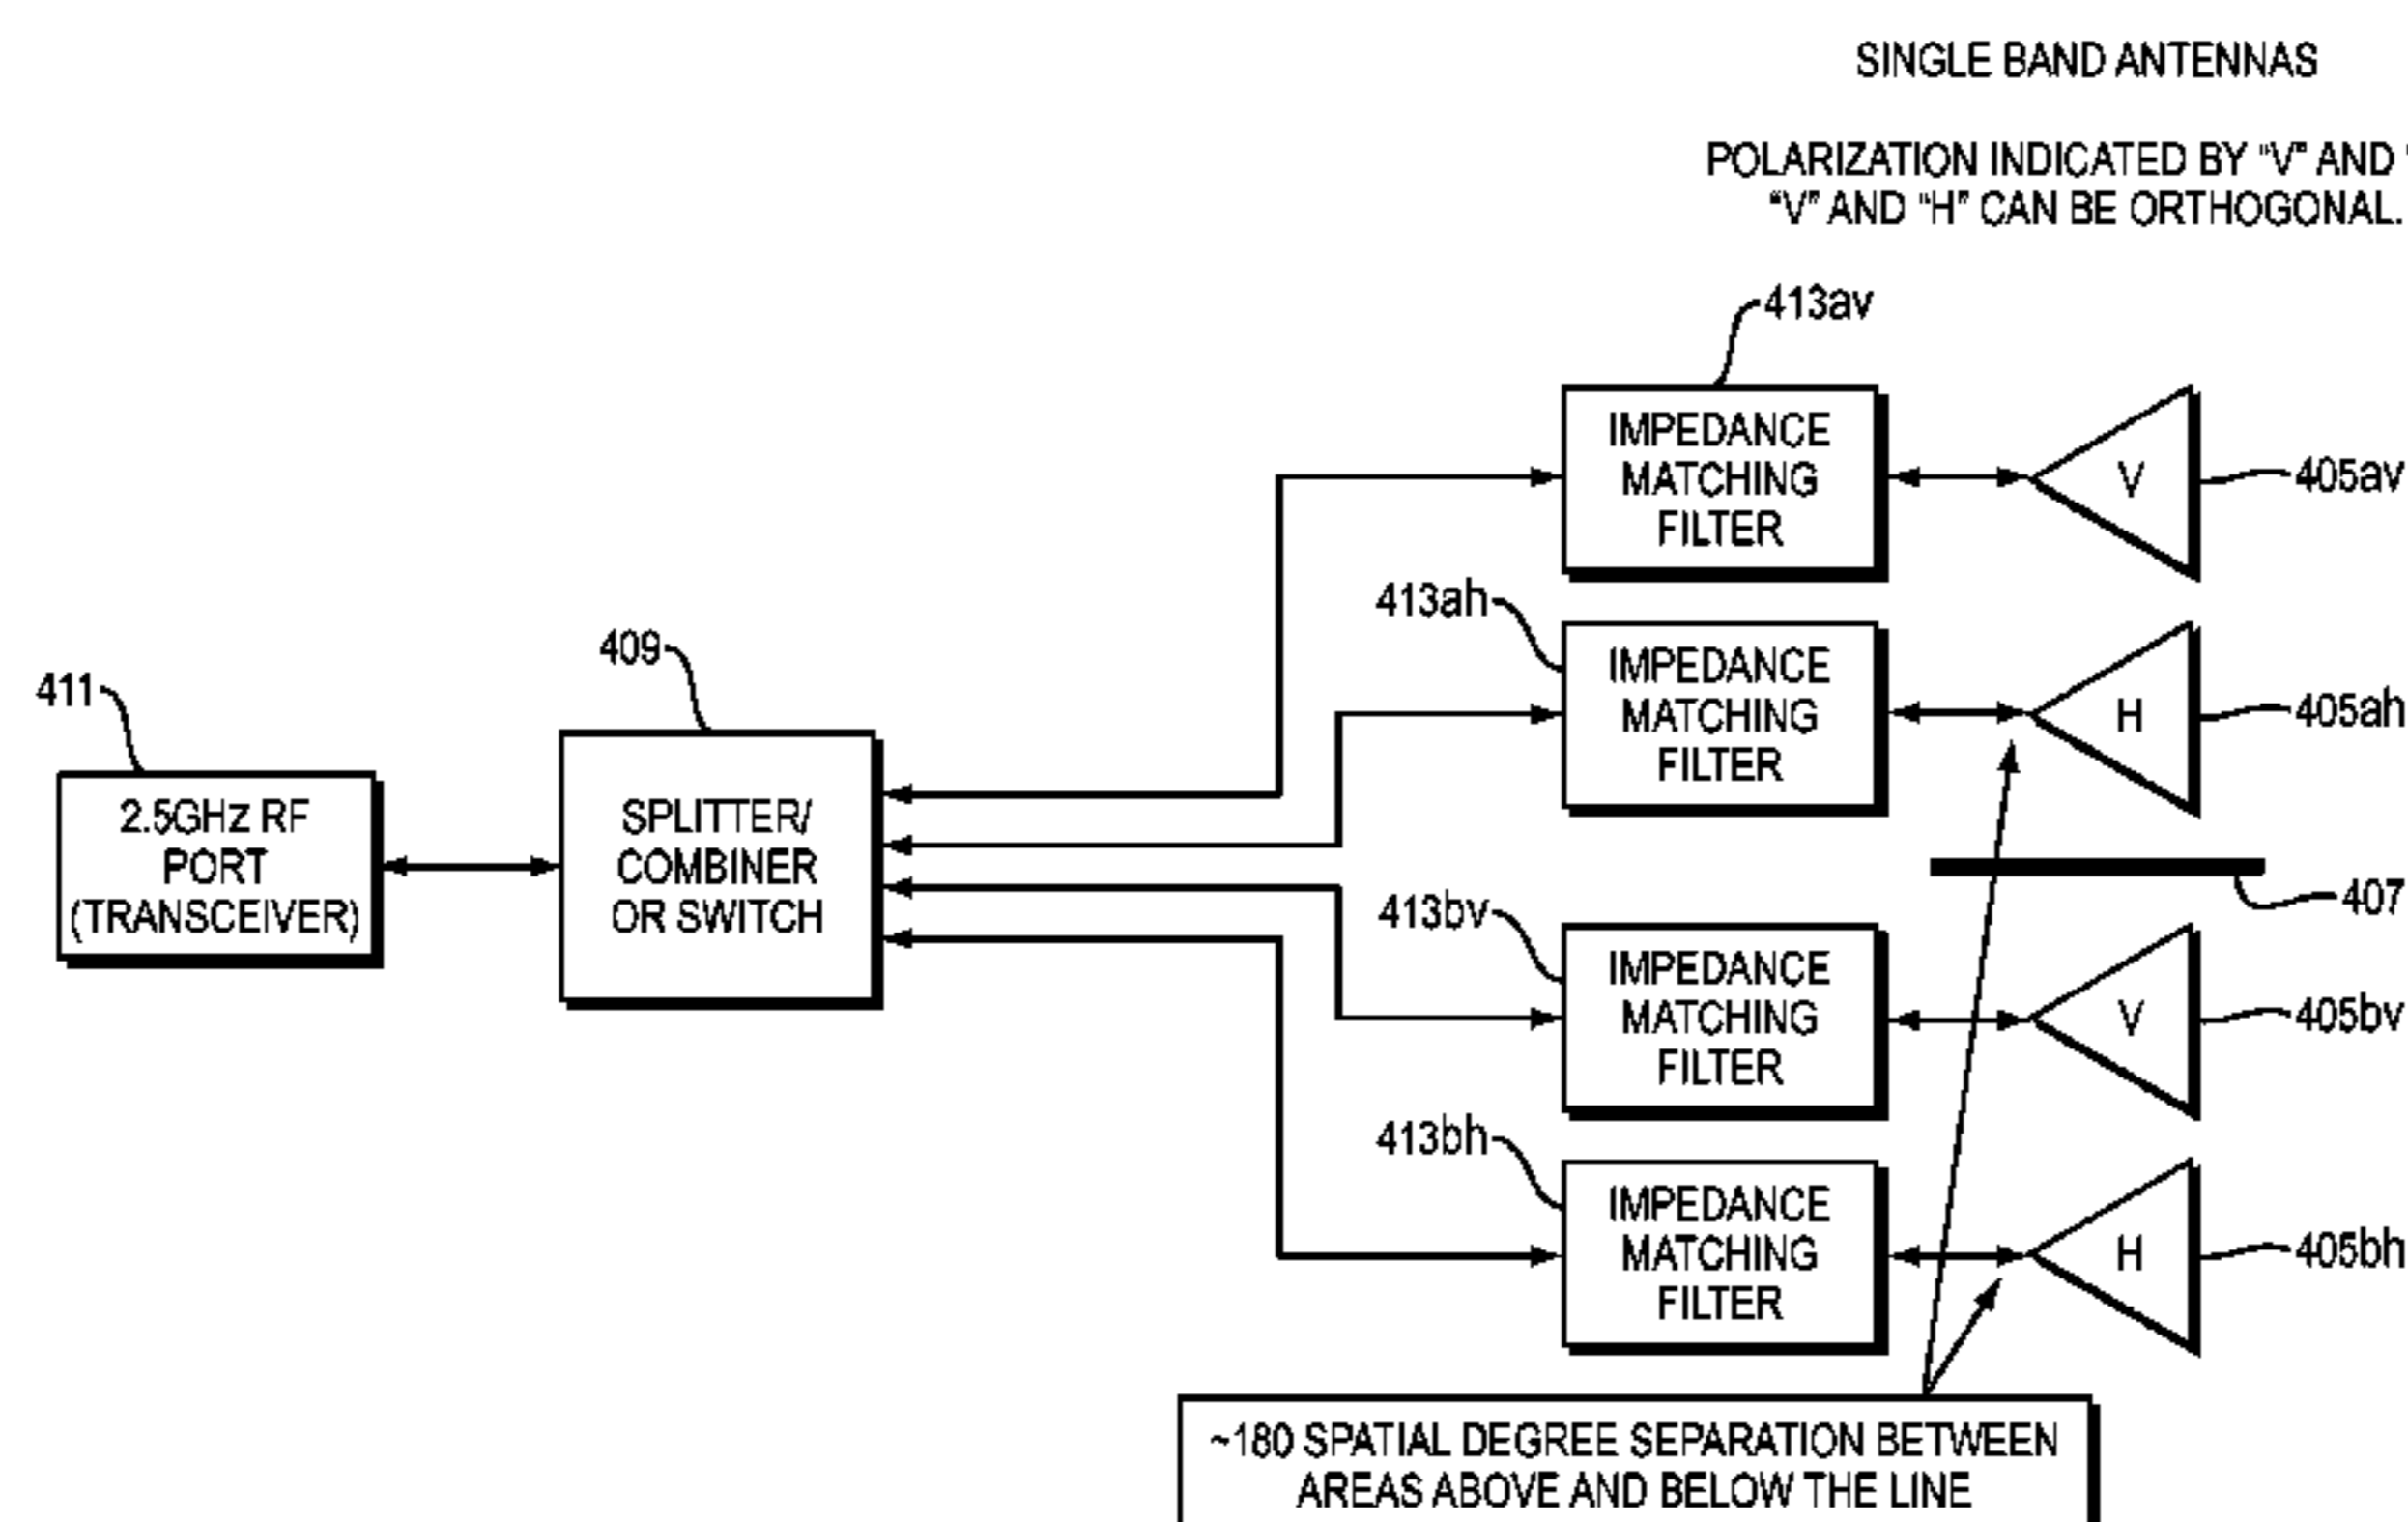 SINGLE BAND ANTENNAS
POLARIZATION INDICATED BY “V” AND “
“V” AND “H” CAN BE ORTHOGONAL.
413av
IMPEDANCE
MATCHING
FILTER
V
405av
413ah
IMPEDANCE
MATCHING
FILTER
H
405ah
409
411
2.5GHz RF
PORT
(TRANSCEIVER)
SPLITTER/
COMBINER
OR SWITCH
407
413bv
IMPEDANCE
MATCHING
FILTER
V
405bv
413bh
IMPEDANCE
MATCHING
FILTER
H
405bh
~180 SPATIAL DEGREE SEPARATION BETWEEN
AREAS ABOVE AND BELOW THE LINE